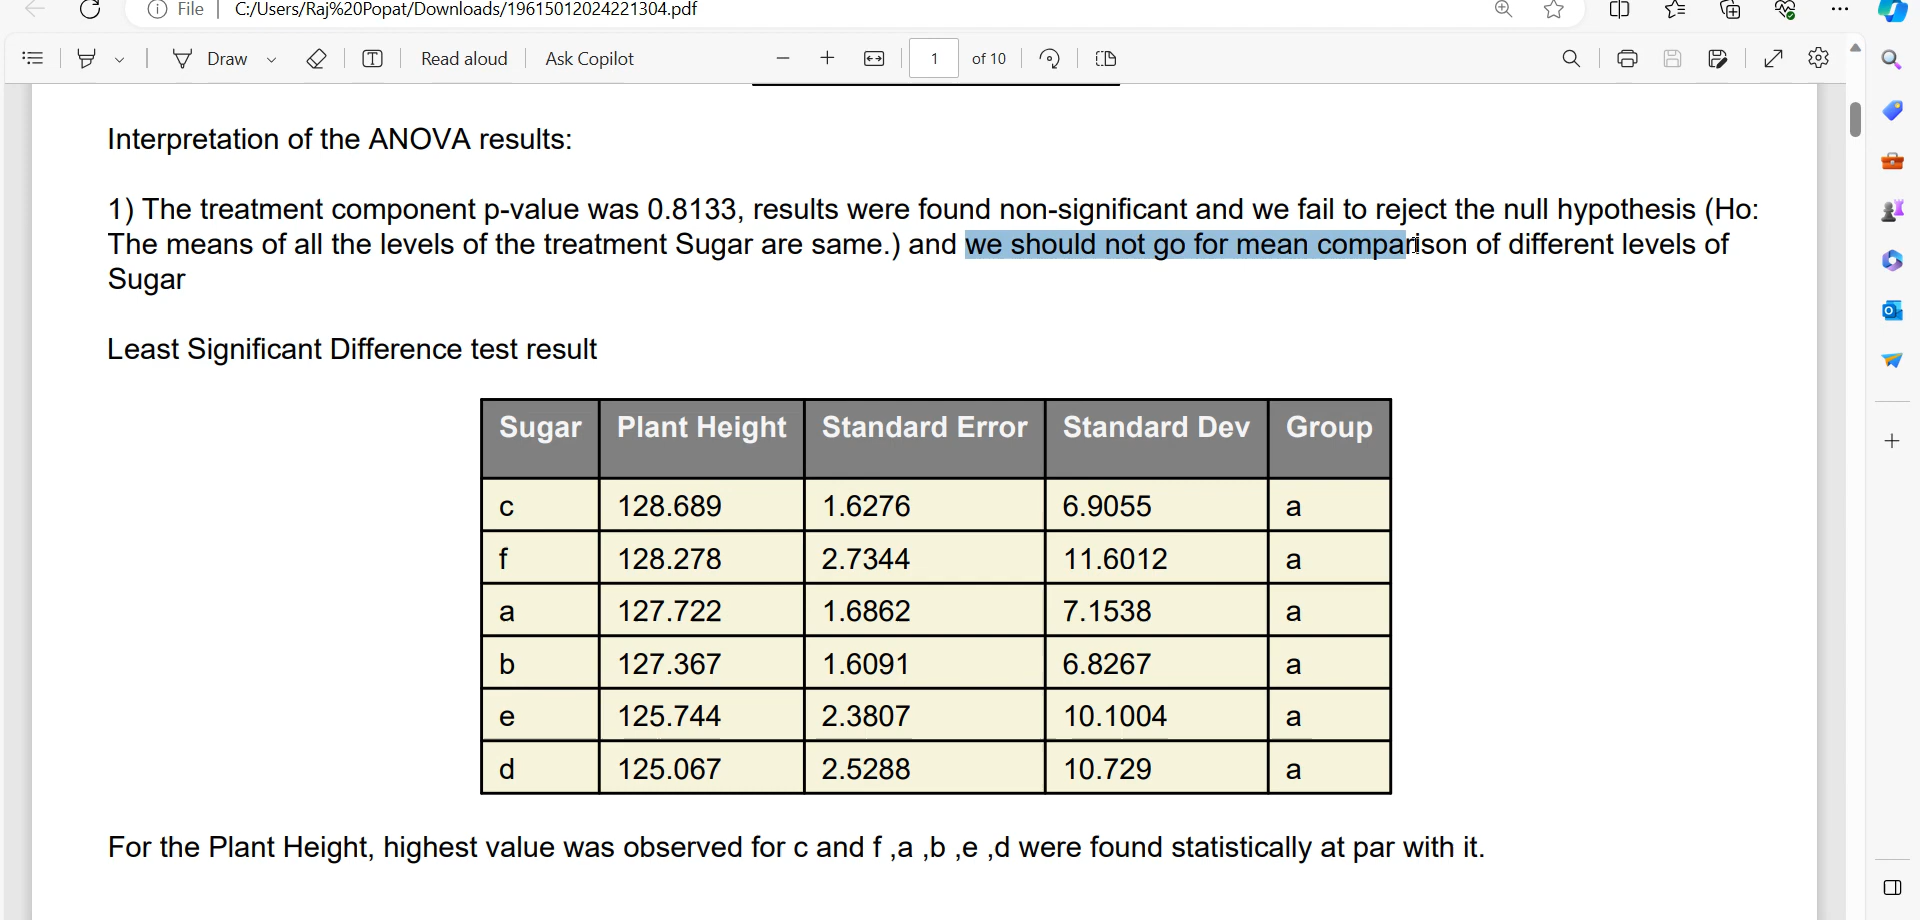 File C:/Users/Raj%20Popat/Downloads/19615012024221304.pdf
Draw Read aloud Ask Copilot 1 of 10
Interpretation of the ANOVA results:
1) The treatment component p-value was 0.8133, results were found non-significant and we fail to reject the null hypothesis (Ho:
The means of all the levels of the treatment Sugar are same.) and we should not go for mean comparison of different levels of
Sugar
Least Significant Difference test result
Sugar Plant Height Standard Error Standard Dev Group
c 128.689 1.6276 6.9055 a
f 128.278 2.7344 11.6012 a
a 127.722 1.6862 7.1538 a
b 127.367 1.6091 6.8267 a
e 125.744 2.3807 10.1004 a
d 125.067 2.5288 10.729 a
For the Plant Height, highest value was observed for c and f ,a ,b ,e ,d were found statistically at par with it.